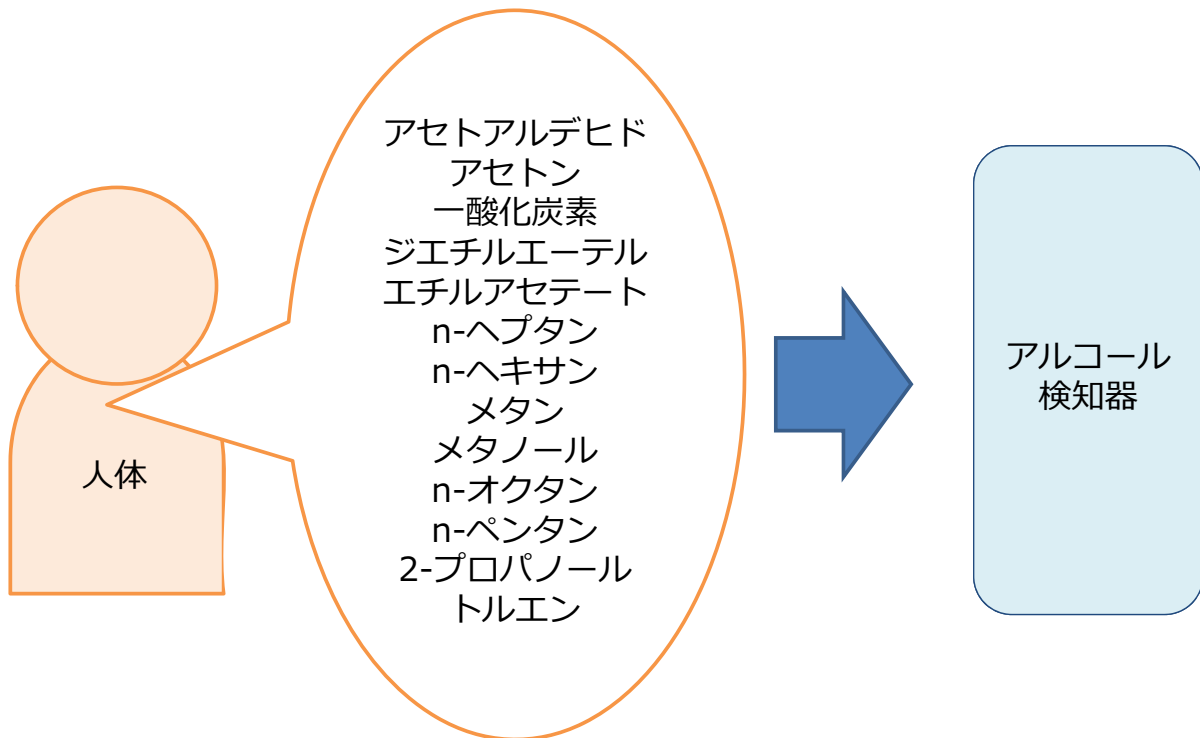 アセトアルデヒド
アセトン
一酸化炭素
ジエチルエーテル
エチルアセテート
n-ヘプタン
n-ヘキサン
メタン
メタノール
n-オクタン
n-ペンタン
2-プロパノール
トルエン
人体
アルコール
検知器